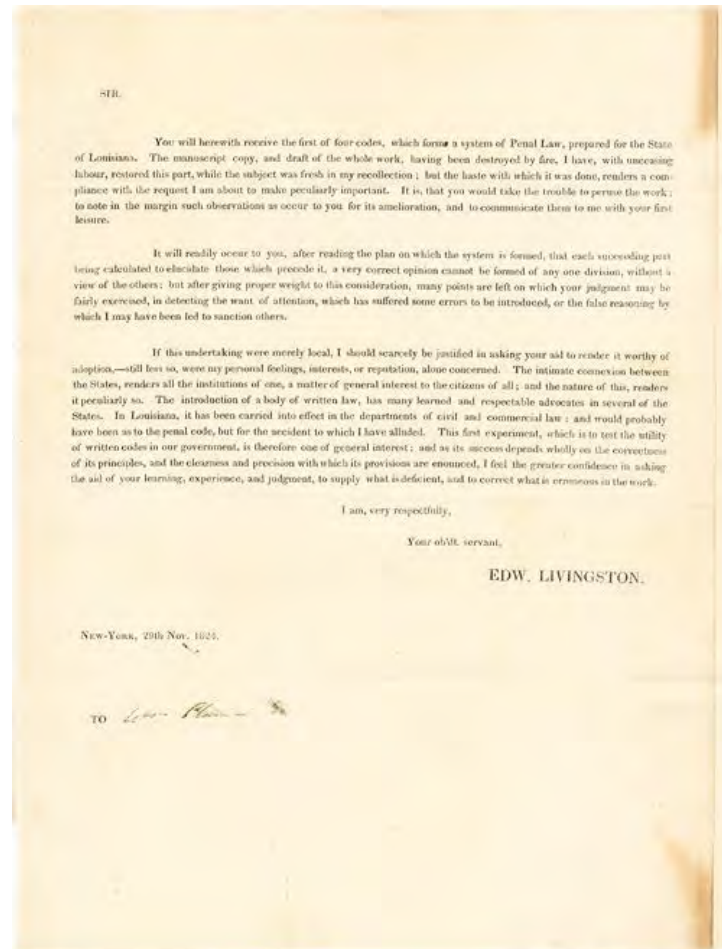 SIR.
You will herewith receive the first of four codes, which forms a system of Penal Law, prepared for the State
of Louisiana. The manuscript copy, and draft of the whole work, having been destroyed by fire, I have, with unceasing
labour, restored this part, while the subject was fresh in my recollection; but the haste with which it was done, renders a com-
pliance with the request I am about to make peculiarly important. It is, that you would take the trouble to peruse the work;
to note in the margin such observations as occur to you for its amelioration, and to communicate them to me with your first
leisure.
It will readily occur to you, after reading the plan on which the system is formed, that each succeeding part
being calculated to elucidate those which precede it, a very correct opinion cannot be formed of any one division, without a
view of the others; but after giving proper weight to this consideration, many points are left on which your judgment may be
fairly exercised, in detecting the want of attention, which has suffered some errors to be introduced, or the false reasoning by
which I may have been led to sanction others.
If this undertaking were merely local, I should scarcely be justified in asking your aid to render it worthy of
adoption,—still less so, were my personal feelings, interests, or reputation, alone concerned. The intimate connexion between
the States, renders all the institutions of one, a matter of general interest to the citizens of all; and the nature of this, renders
it peculiarly so. The introduction of a body of written law, has many learned and respectable advocates in several of the
States. In Louisiana, it has been carried into effect in the departments of civil and commercial law; and would probably
have been as to the penal code, but for the accident to which I have alluded. This first experiment, which is to test the utility
of written codes in our government, is therefore one of general interest; and as its success depends wholly on the correctness
of its principles, and the clearness and precision with which its provisions are enounced, I feel the greater confidence in asking
the aid of your learning, experience, and judgment, to supply what is deficient, and to correct what is erroneous in the work.
I am, very respectfully,
Your ob'dt. servant,
EDW. LIVINGSTON.
NEW-YORK, 29th Nov. 1824.
TO